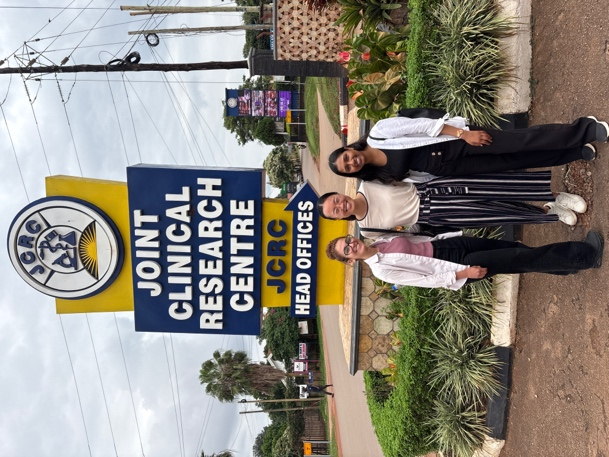 JCRC
JOINT
CLINICAL
RESEARCH
CENTRE
JCRC
HEAD OFFICES